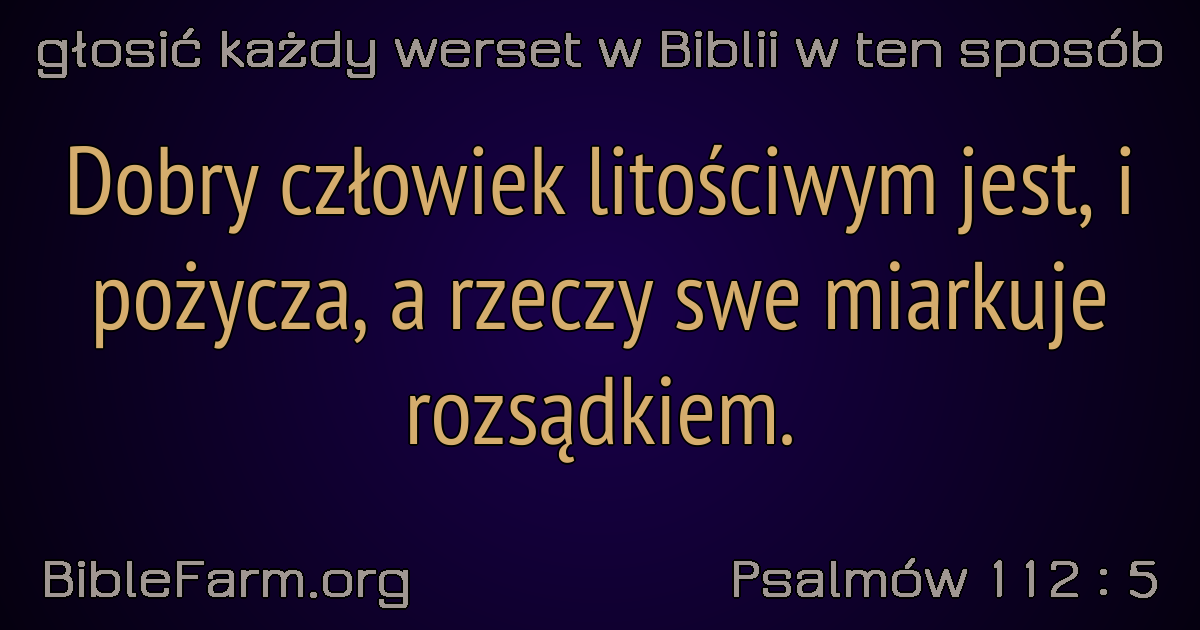 głosić każdy werset w Biblii w ten sposób
Dobry człowiek litościwym jest, i
pożycza, a rzeczy swe miarkuje
rozsądkiem.
BibleFarm.org
Psalmów 112 : 5